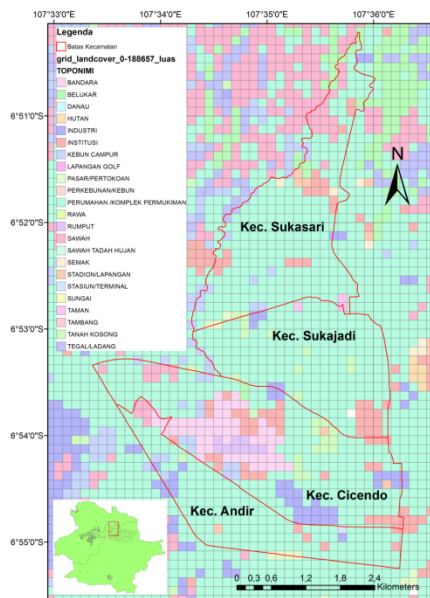 107°33'0"E 107°34'0"E 107°35'0"E 107°36'0"E
Legenda
Batas Kecamatan
grid_landcover_0-188657_luas
TOPONIMI
BANDARA
BELUKAR
DANAU
HUTAN
INDUSTRI
INSTITUSI
KEBUN CAMPUR
LAPANGAN GOLF
PASAR/PERTOKOAN
PERKEBUNAN/KEBUN
PERUMAHAN /KOMPLEK PERMUKIMAN
RAWA
RUMPUT
SAWAH
SAWAH TADAH HUJAN
SEMAK
STADION/LAPANGAN
STASIUN/TERMINAL
SUNGAI
TAMAN
TAMBANG
TANAH KOSONG
TEGAL/LADANG
6°51'0"S
6°52'0"S
6°53'0"S
6°54'0"S
6°55'0"S
N
Kec. Sukasari
Kec. Sukajadi
Kec. Cicendo
Kec. Andir
0 0,3 0,6 1,2 1,8 2,4
Kilometers